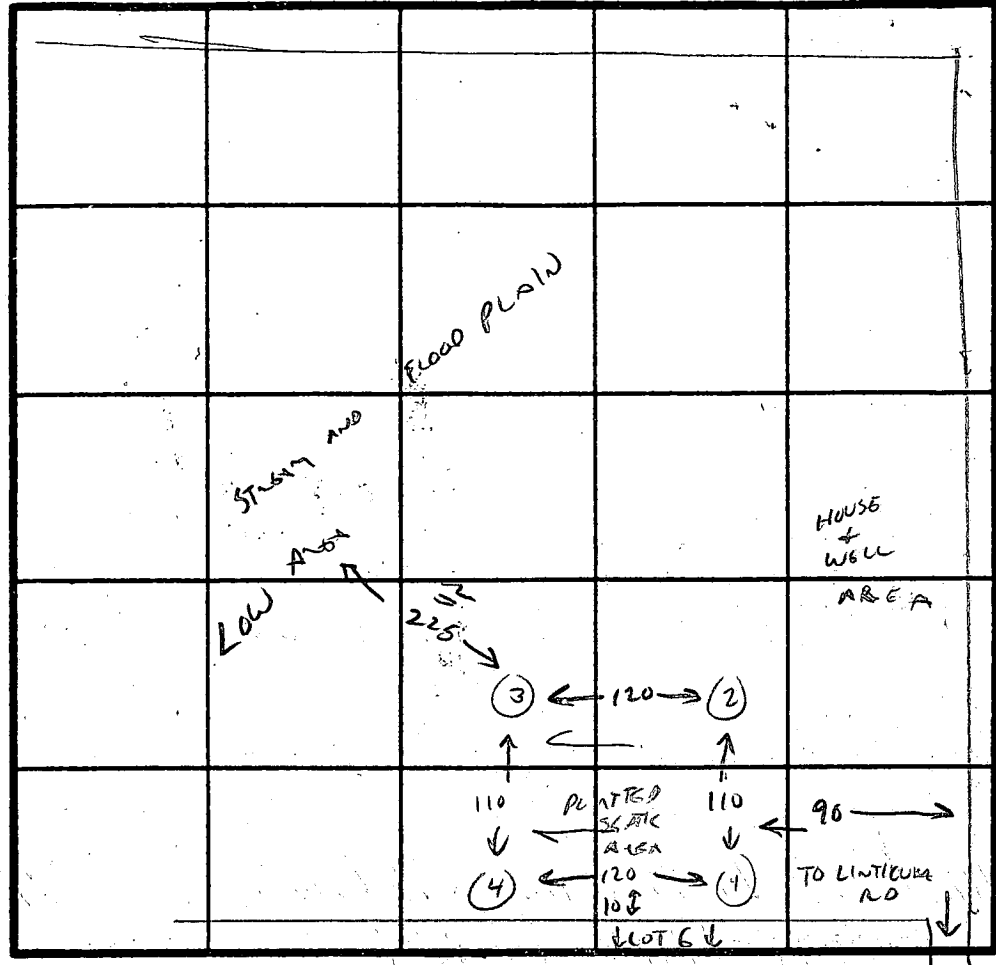 FLOOD PLAIN
STREAM AND
LOW AREA
HOUSE
+
WELL
AREA
225
3
120
2
110
PLATTED
SEPTIC
AREA
110
90
4
120
1
10
TO LINTHICUM
RD
LOT 6